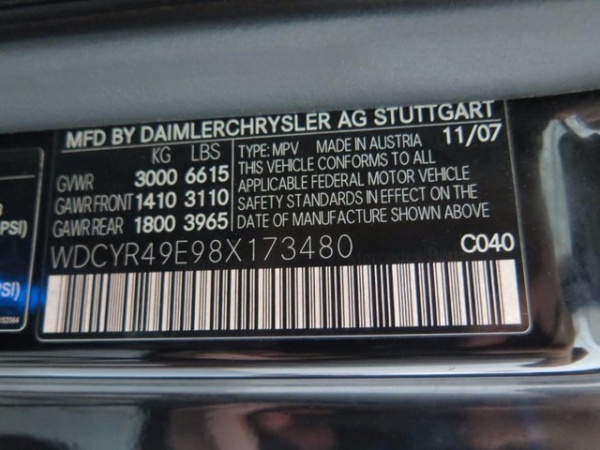 MFD BY DAIMLERCHRYSLER AG STUTTGART
KG LBS
GVWR 3000 6615
GAWR FRONT 1410 3110
GAWR REAR 1800 3965
TYPE: MPV MADE IN AUSTRIA 11/07
THIS VEHICLE CONFORMS TO ALL
APPLICABLE FEDERAL MOTOR VEHICLE
SAFETY STANDARDS IN EFFECT ON
DATE OF MANUFACTURE SHOWN ABOVE
WDCYR49E98X173480 C040
PSI)
SI)